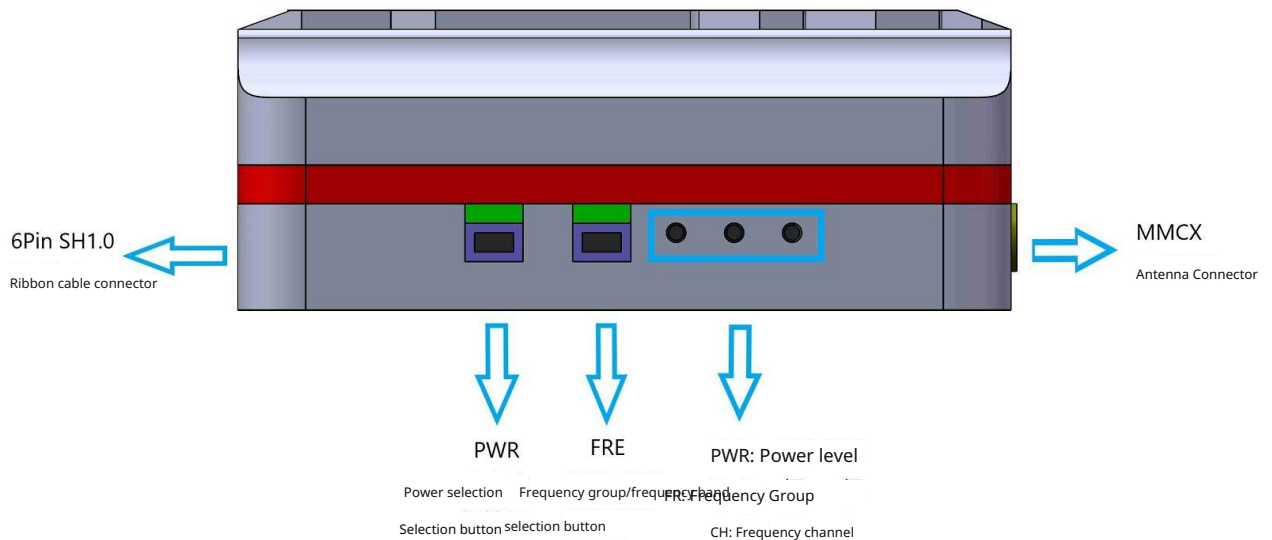 6Pin SH1.0
Ribbon cable connector
MMCX
Antenna Connector
PWR
Power selection
Selection button
FRE
Frequency group/frequency band
selection button
PWR: Power level
FR: Frequency Group
CH: Frequency channel